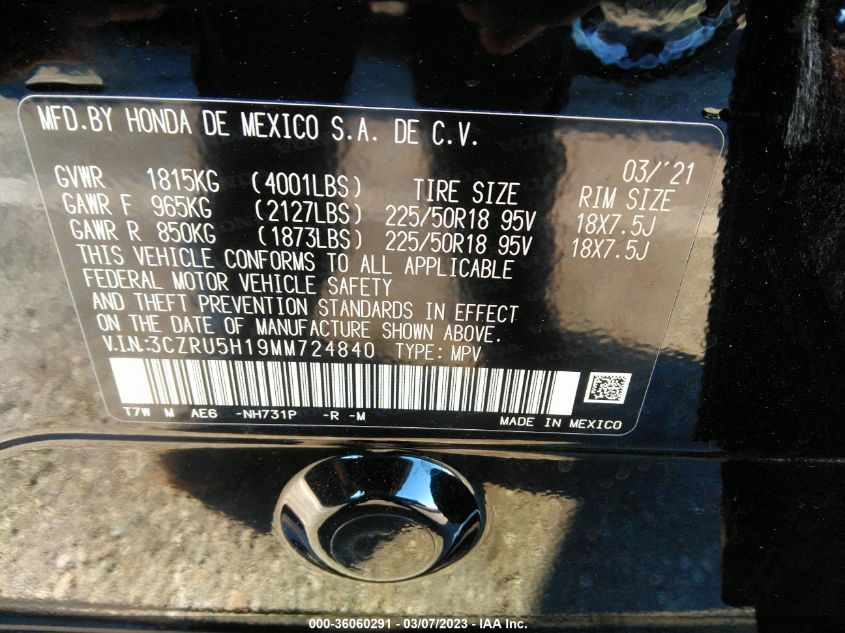 MFD.BY HONDA DE MEXICO S.A. DE C.V.
03/'21
GVWR 1815KG (4001LBS) TIRE SIZE RIM SIZE
GAWR F 965KG (2127LBS) 225/50R18 95V 18X7.5J
GAWR R 850KG (1873LBS) 225/50R18 95V 18X7.5J
THIS VEHICLE CONFORMS TO ALL APPLICABLE
FEDERAL MOTOR VEHICLE SAFETY
AND THEFT PREVENTION STANDARDS IN EFFECT
ON THE DATE OF MANUFACTURE SHOWN ABOVE.
V.I.N:3CZRU5H19MM724840 TYPE: MPV
T7W M AE6 -NH731P -R -M
MADE IN MEXICO
000-36060291 - 03/07/2023 - IAA Inc.